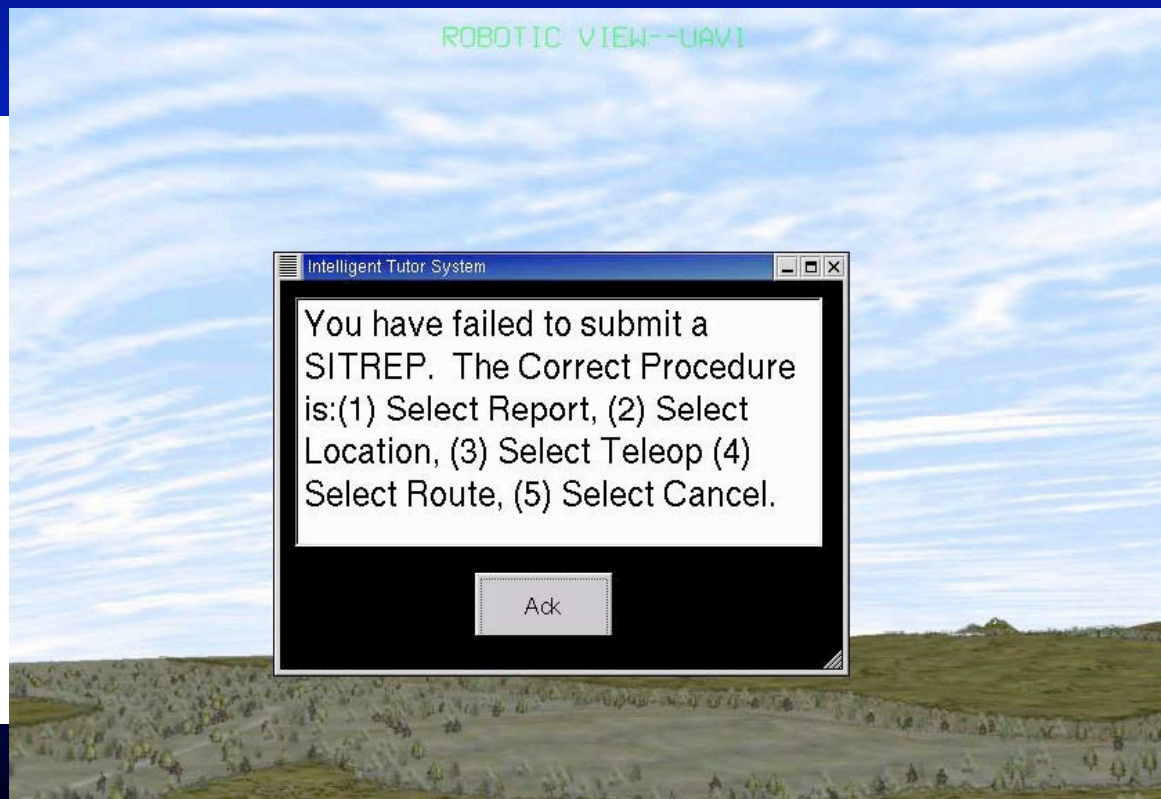 ROBOTIC VIEW--UAV1
Intelligent Tutor System
You have failed to submit a
SITREP.  The Correct Procedure
is:(1) Select Report, (2) Select
Location, (3) Select Teleop (4)
Select Route, (5) Select Cancel.
Ack